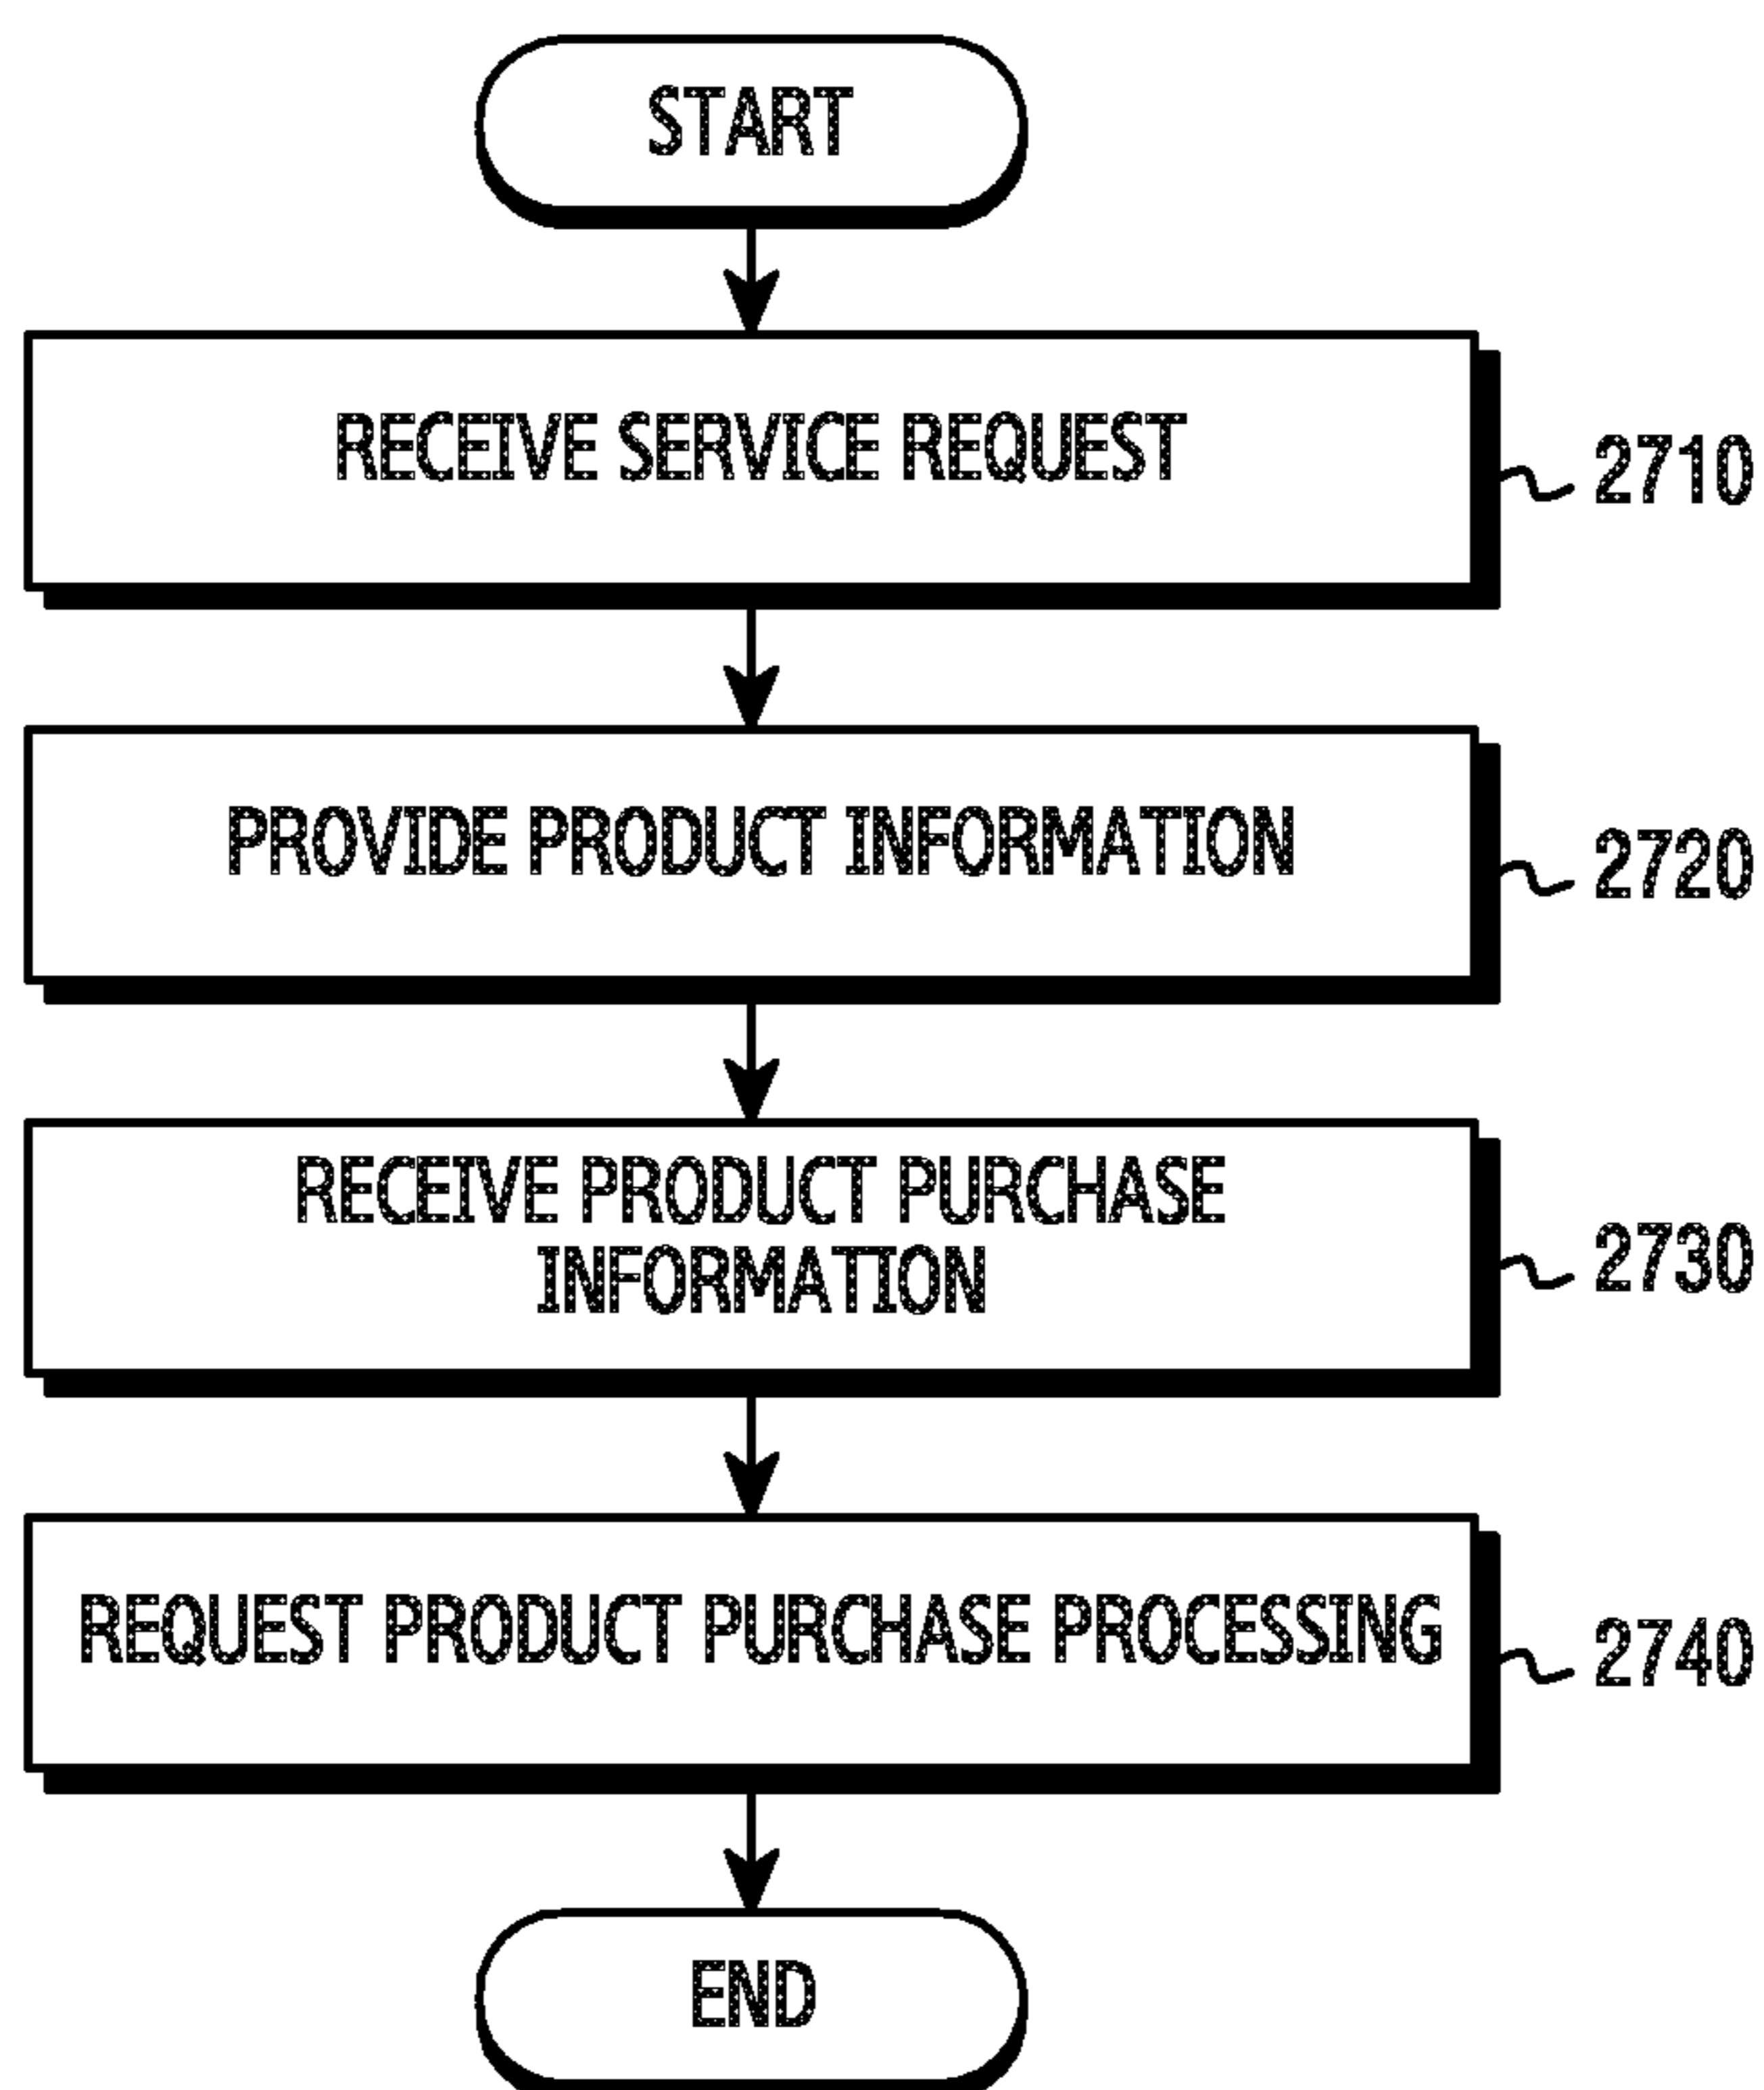 START
RECEIVE SERVICE REQUEST
2710
PROVIDE PRODUCT INFORMATION
2720
RECEIVE PRODUCT PURCHASE
INFORMATION
2730
REQUEST PRODUCT PURCHASE PROCESSING
2740
END